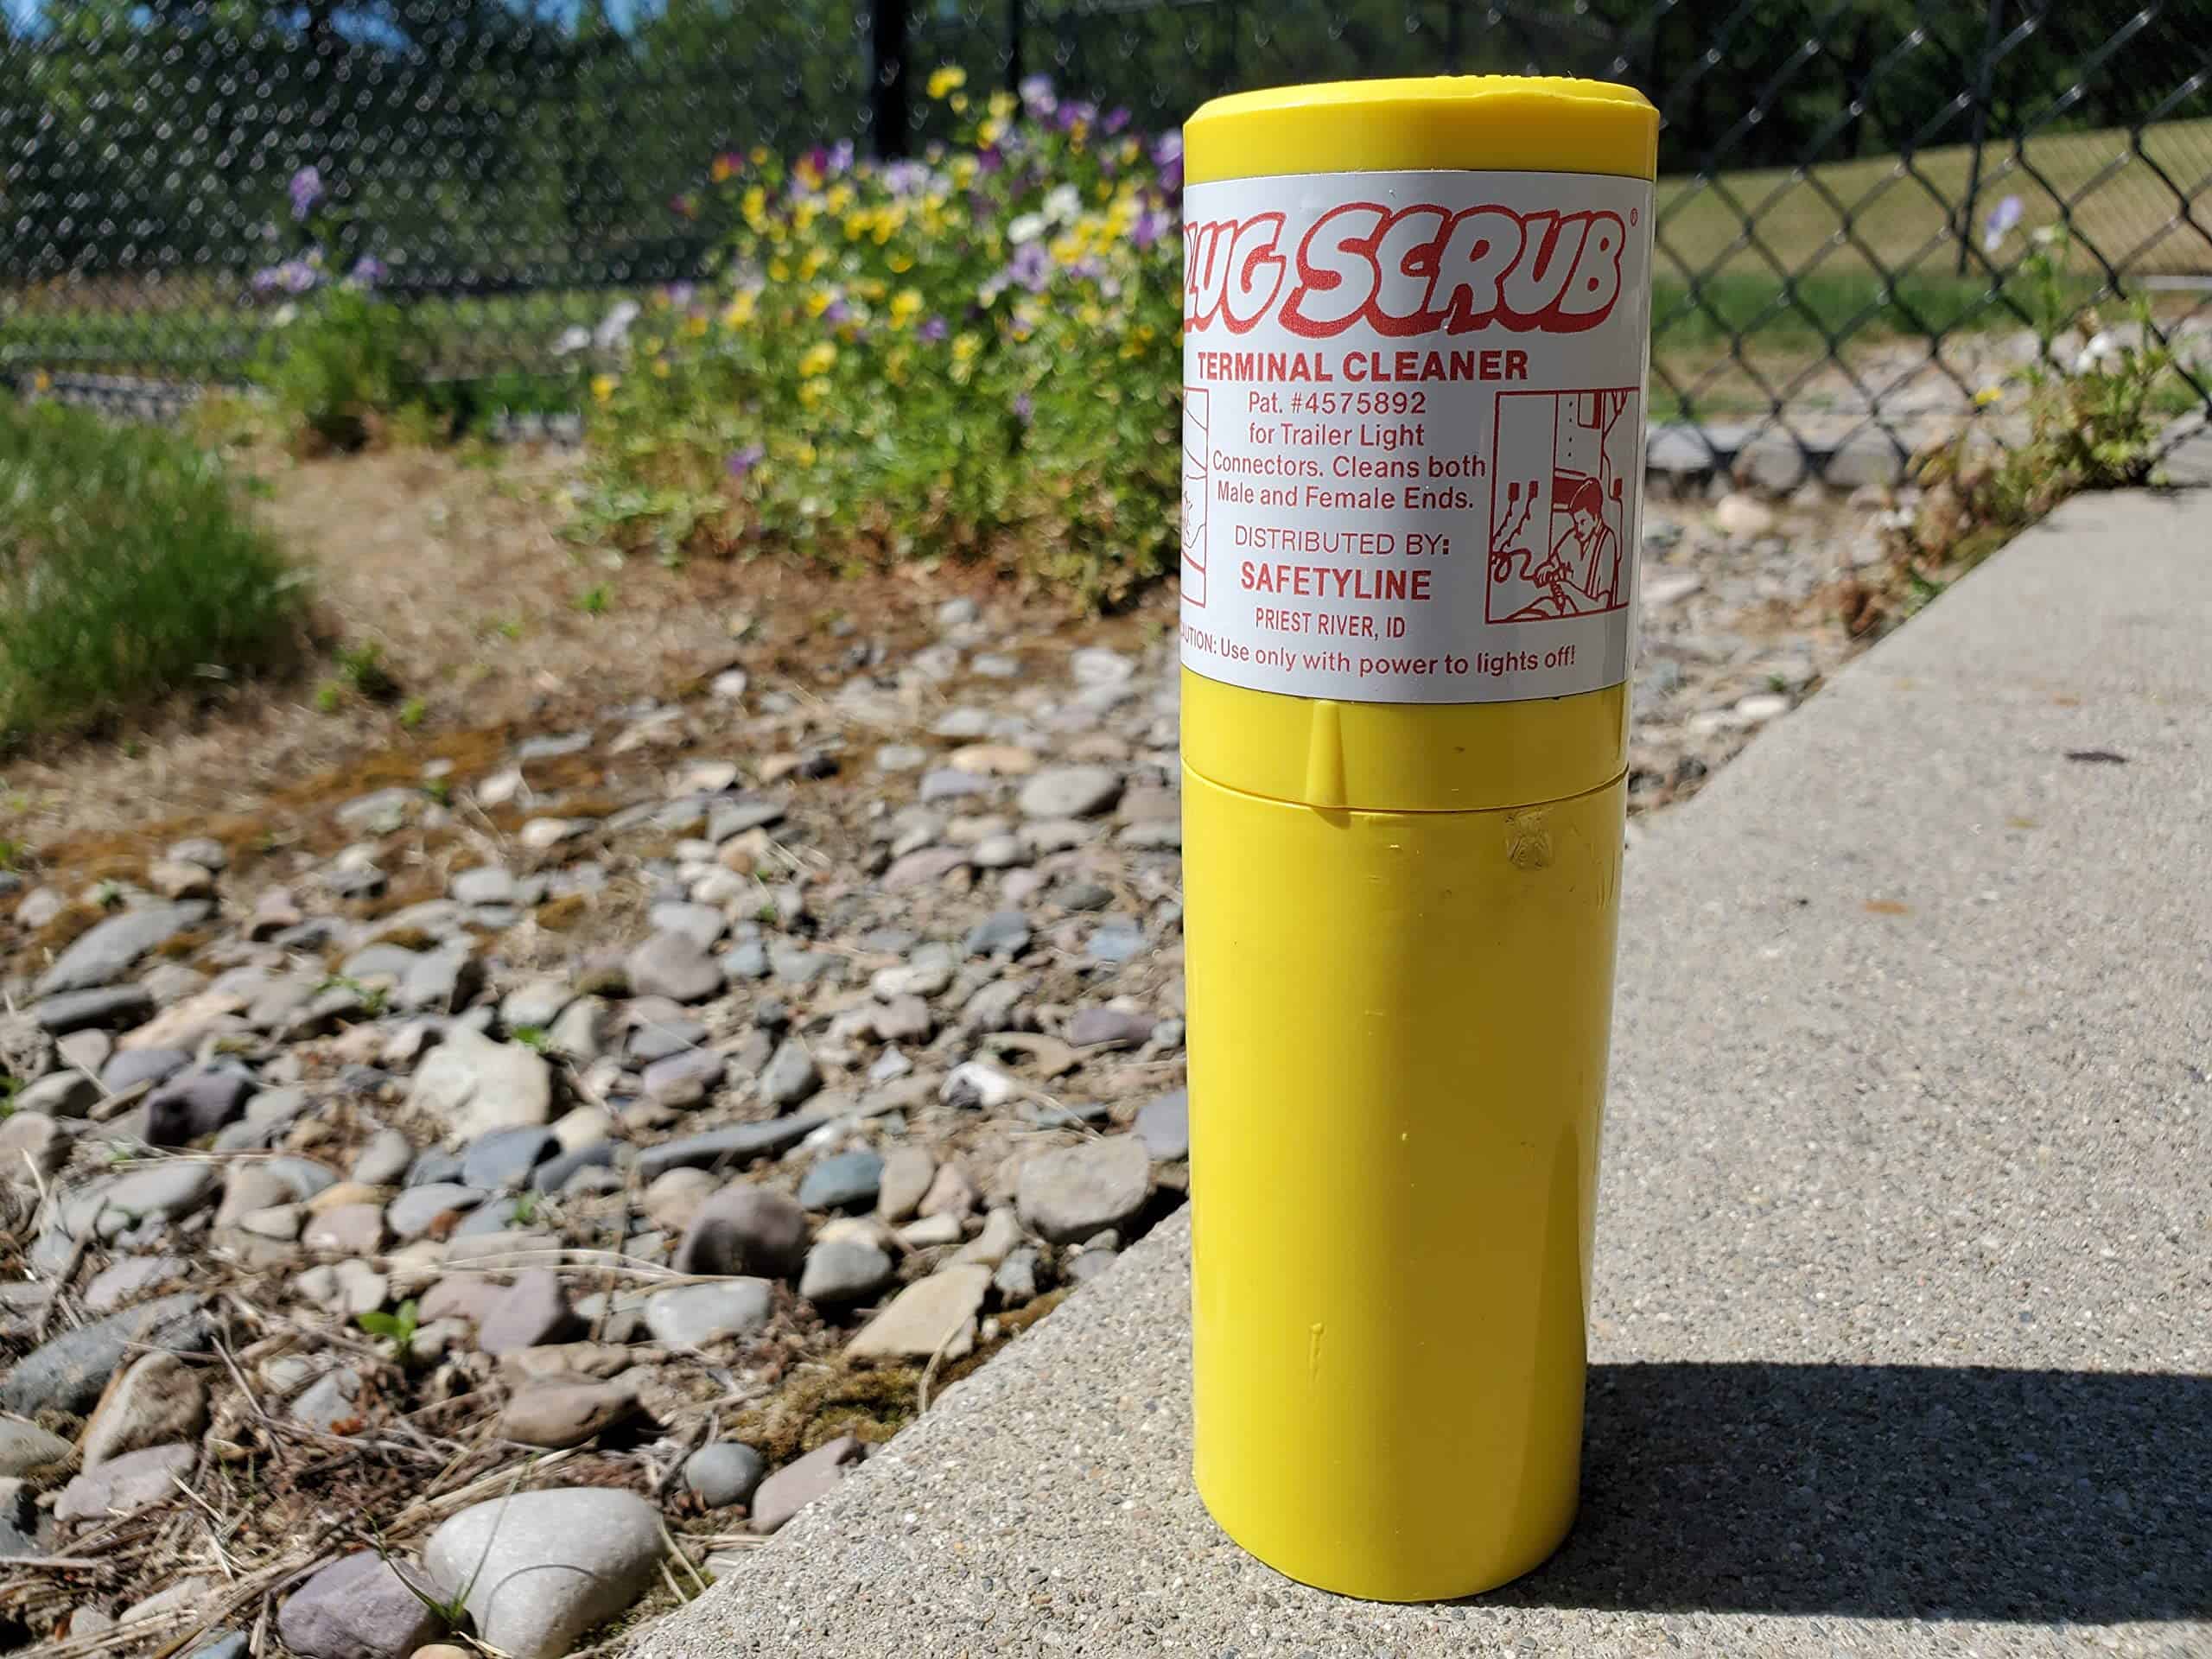 LUG SCRUB®
TERMINAL CLEANER
Pat. #4575892
for Trailer Light
Connectors. Cleans both
Male and Female Ends.
DISTRIBUTED BY:
SAFETYLINE
PRIEST RIVER, ID
AUTION: Use only with power to lights off!